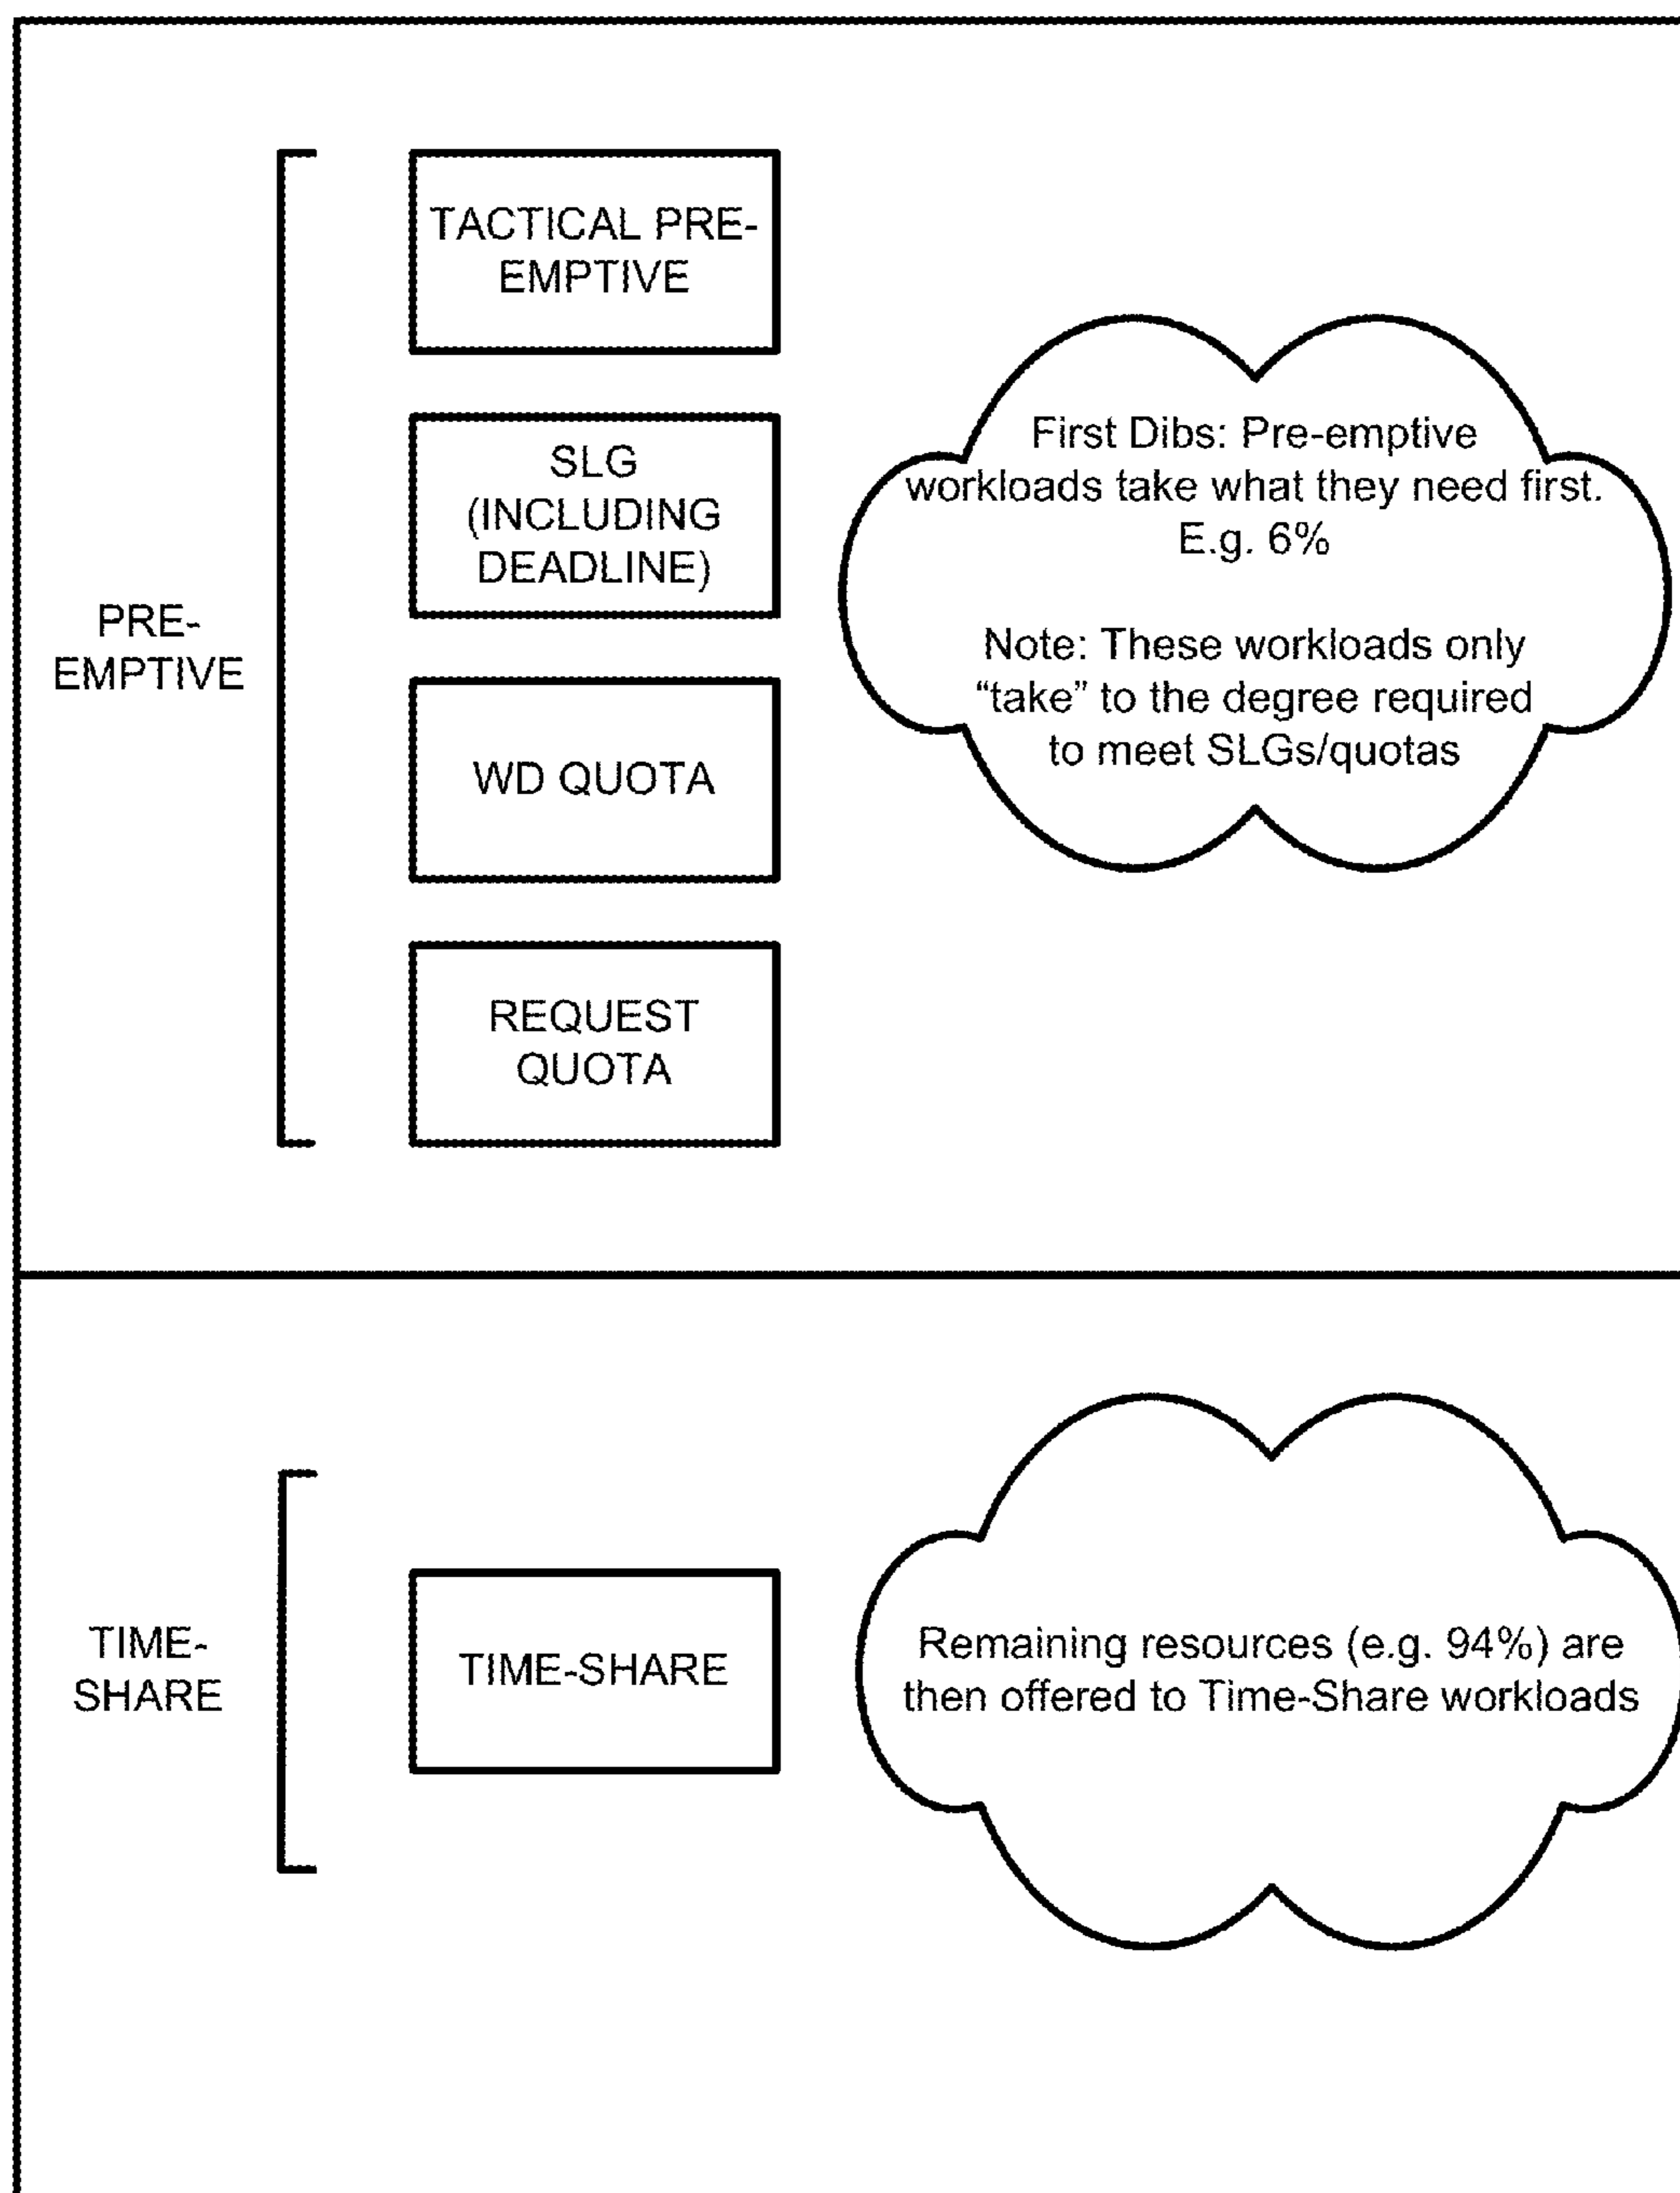 PRE-
EMPTIVE
TACTICAL PRE-
EMPTIVE
SLG
(INCLUDING
DEADLINE)
WD QUOTA
REQUEST
QUOTA
First Dibs: Pre-emptive
workloads take what they need first.
E.g. 6%
Note: These workloads only
“take” to the degree required
to meet SLGs/quotas
TIME-
SHARE
TIME-SHARE
Remaining resources (e.g. 94%) are
then offered to Time-Share workloads